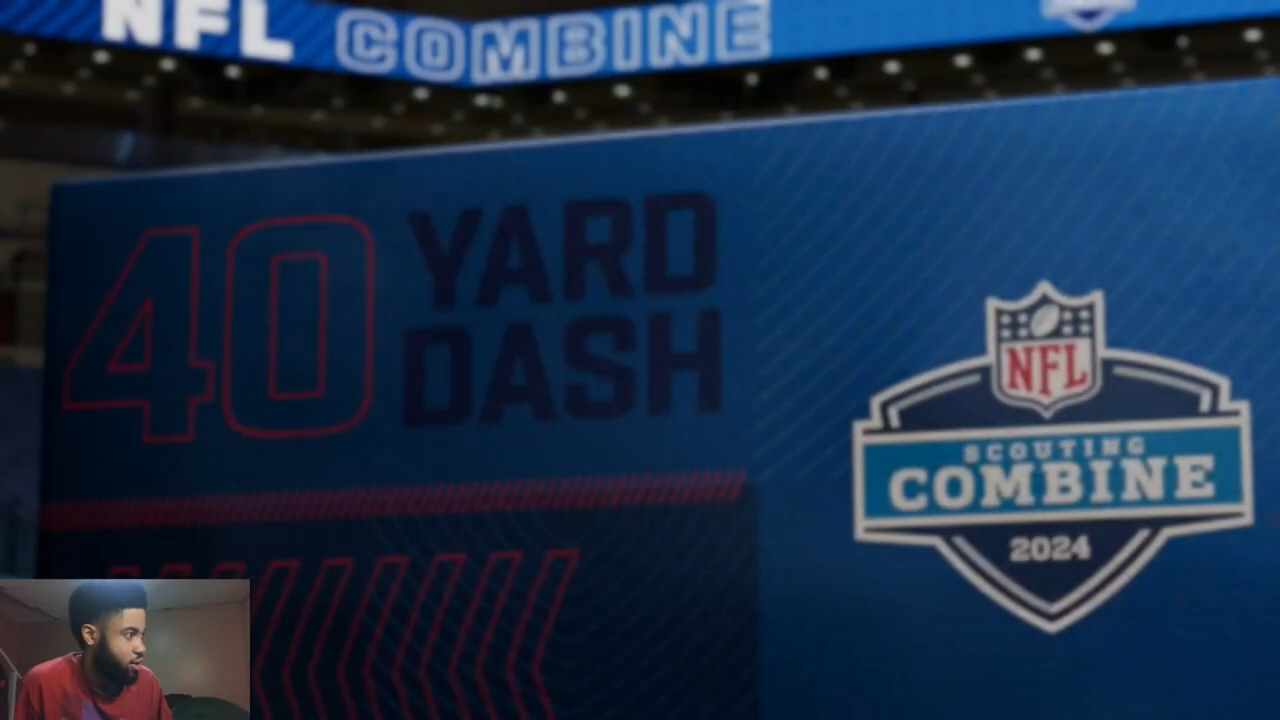 NFL COMBINE
40 YARD
DASH
NFL
SCOUTING
COMBINE
2024